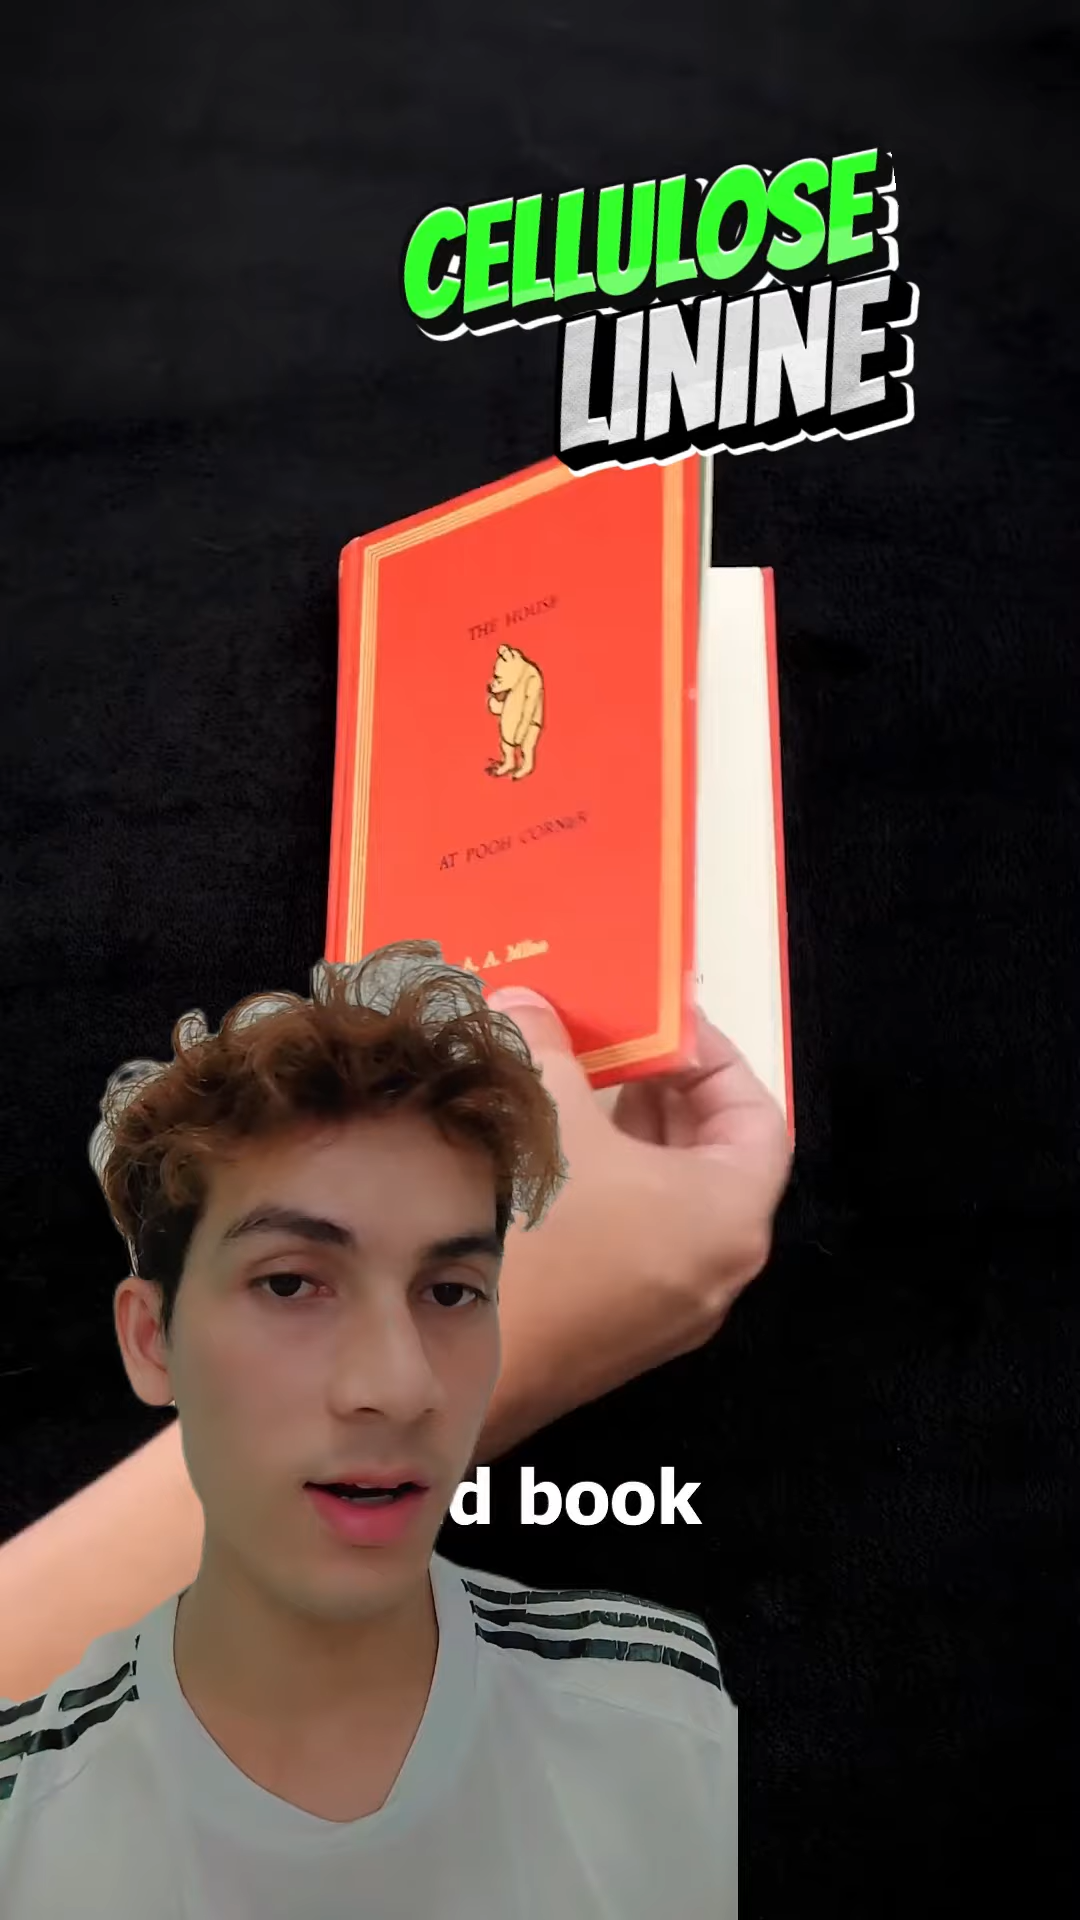 CELLULOSE
LININE
THE HOUSE
AT POOH CORNER
A. A. Milne
book